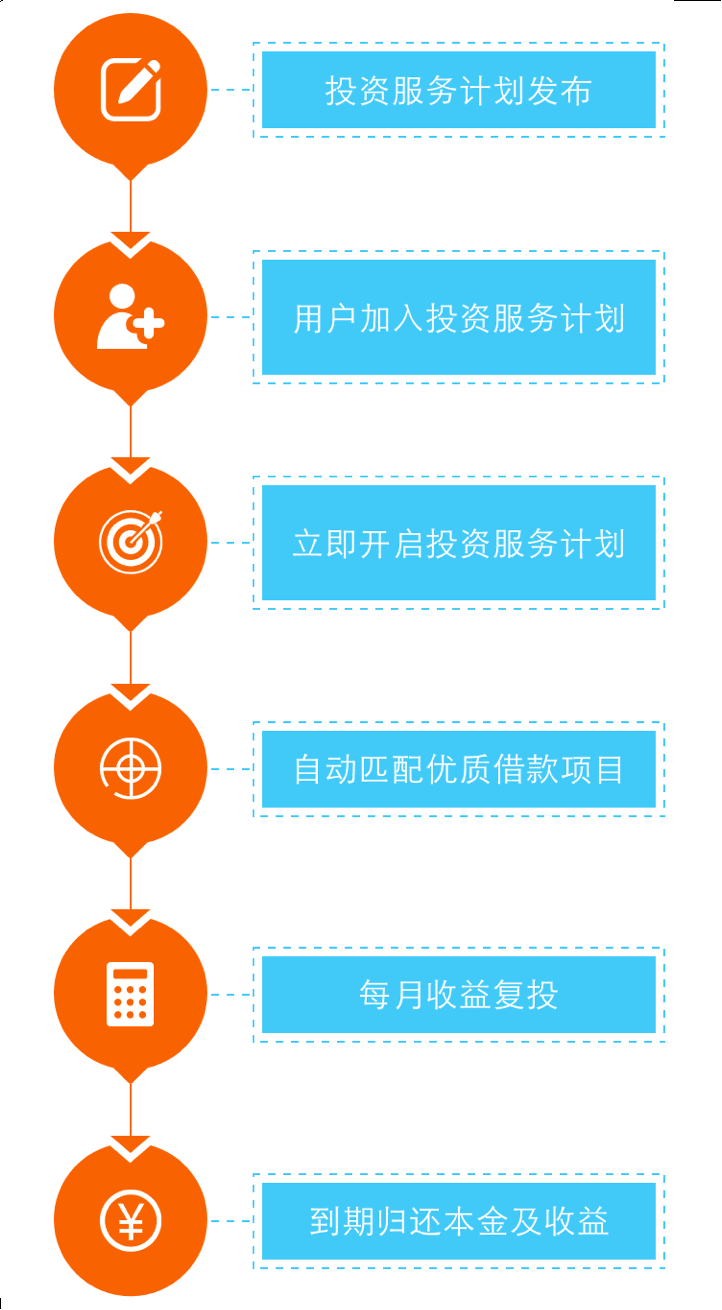 投资服务计划发布
用户加入投资服务计划
立即开启投资服务计划
自动匹配优质借款项目
每月收益复投
到期归还本金及收益